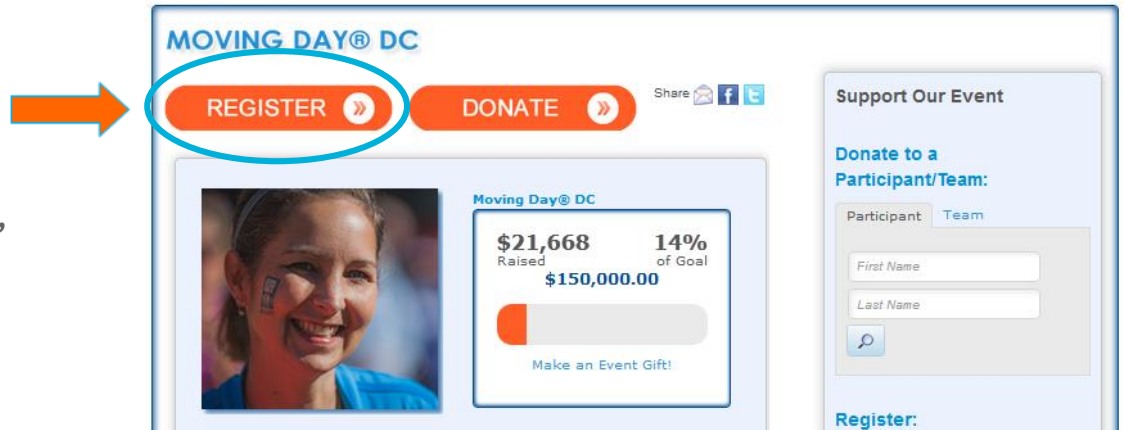 MOVING DAY® DC
REGISTER »
DONATE »
Share
,
Moving Day® DC
$21,668 14%
Raised of Goal
$150,000.00
Make an Event Gift!
Support Our Event
Donate to a
Participant/Team:
Participant Team
First Name
Last Name
Register: